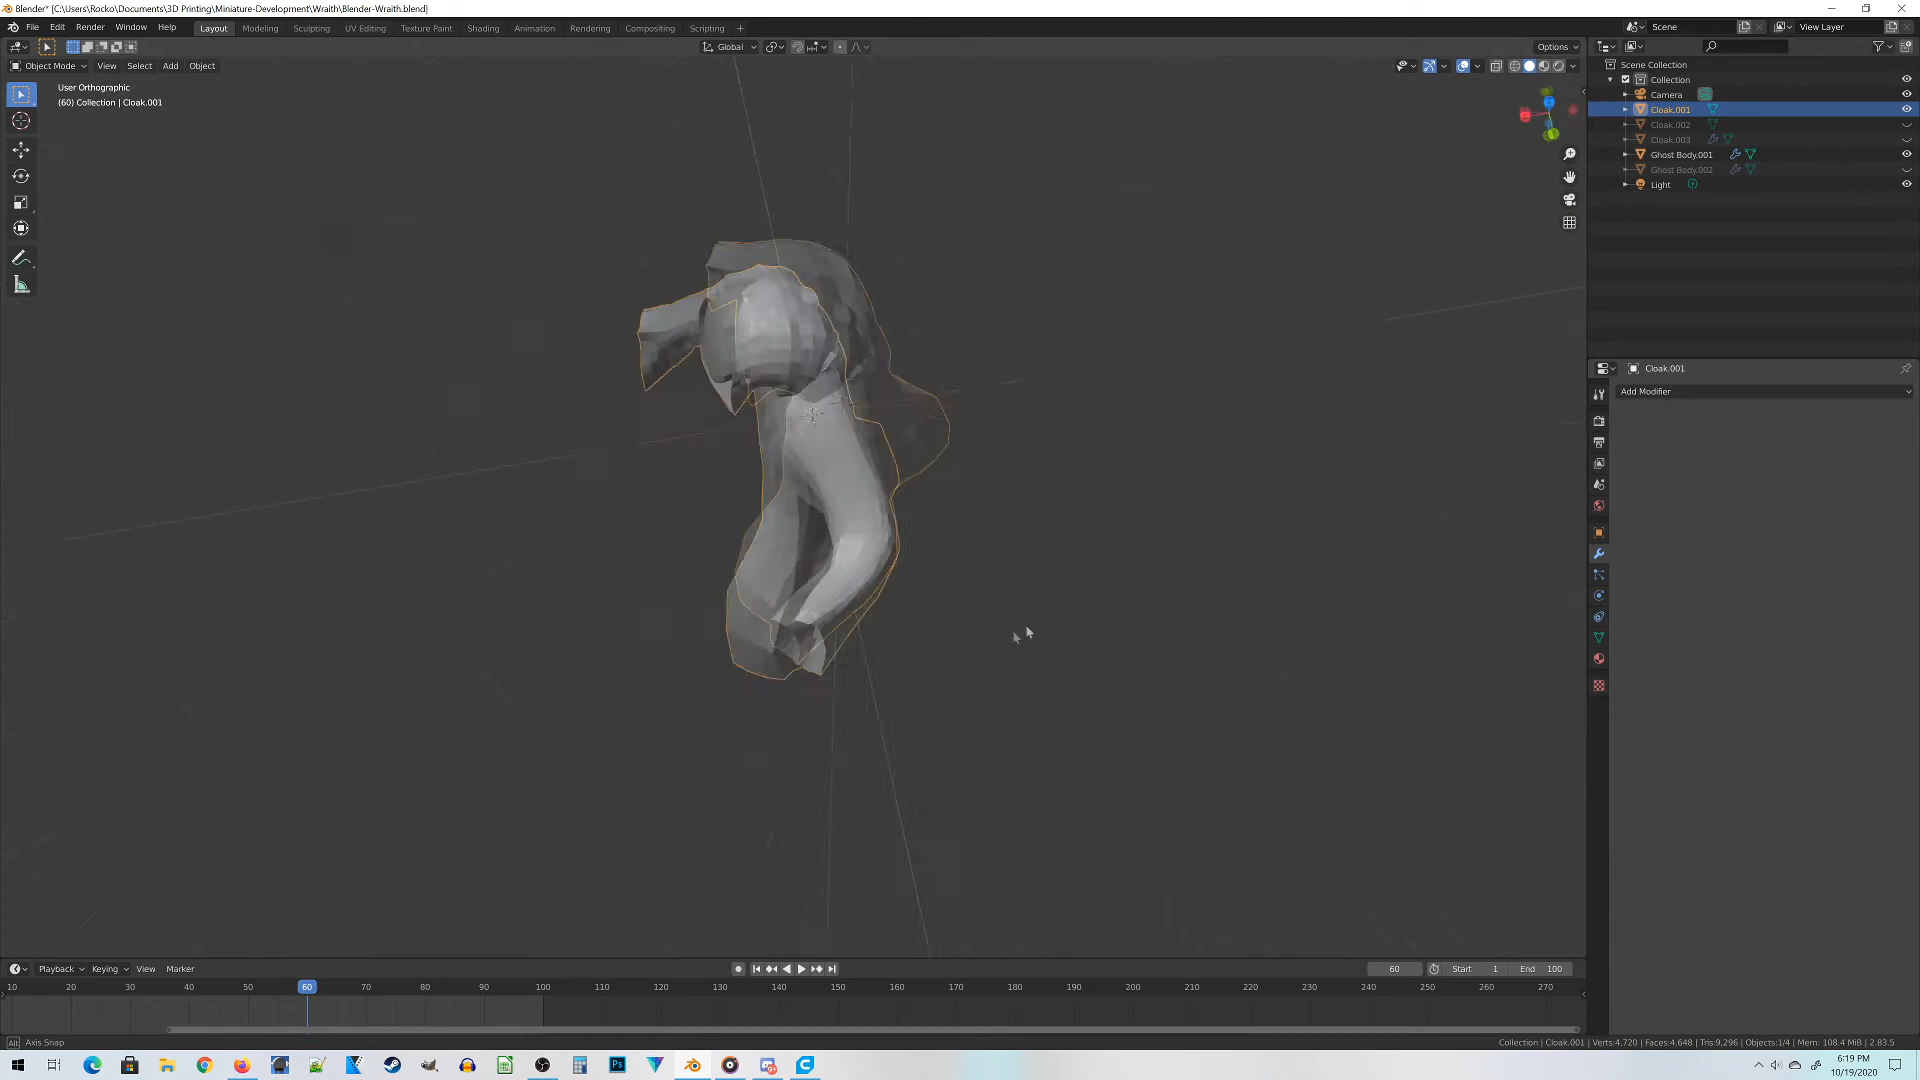 Blender* [C:\Users\Rocko\Documents\3D Printing\Miniature-Development\Wraith\Blender-Wraith.blend]
File Edit Render Window Help Layout Modeling Sculpting UV Editing Texture Paint Shading Animation Rendering Compositing Scripting + Scene View Layer
Global Options
Object Mode View Select Add Object
User Orthographic
(60) Collection | Cloak.001
Scene Collection
Collection
Camera
Cloak.001
Cloak.002
Cloak.003
Ghost Body.001
Ghost Body.002
Light
Cloak.001
Add Modifier
Playback Keying View Marker 60 Start 1 End 100
10 20 30 40 50 60 70 80 90 100 110 120 130 140 150 160 170 180 190 200 210 220 230 240 250 260 270
Alt Axis Snap
Collection | Cloak.001 | Verts:4,720 | Faces:4,648 | Tris:9,296 | Objects:1/4 | Mem: 108.4 MiB | 2.83.5
Ps
6:19 PM
10/19/2020